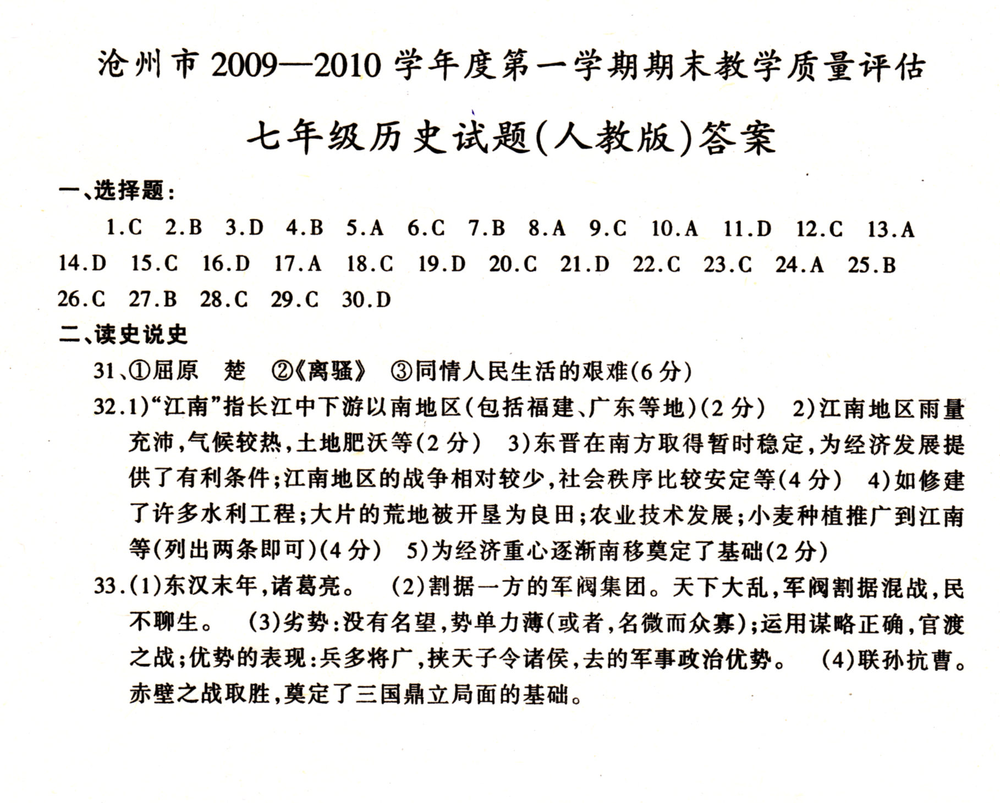 沧州市 2009—2010 学年度第一学期期末教学质量评估
七年级历史试题(人教版)答案
一、选择题:
1.C 2.B 3.D 4.B 5.A 6.C 7.B 8.A 9.C 10.A 11.D 12.C 13.A
14.D 15.C 16.D 17.A 18.C 19.D 20.C 21.D 22.C 23.C 24.A 25.B
26.C 27.B 28.C 29.C 30.D
二、读史说史
31、①屈原 楚 ②《离骚》 ③同情人民生活的艰难(6 分)
32.1)“江南”指长江中下游以南地区(包括福建、广东等地)(2 分) 2)江南地区雨量
充沛,气候较热,土地肥沃等(2 分) 3)东晋在南方取得暂时稳定,为经济发展提
供了有利条件;江南地区的战争相对较少,社会秩序比较安定等(4 分) 4)如修建
了许多水利工程;大片的荒地被开垦为良田;农业技术发展;小麦种植推广到江南
等(列出两条即可)(4 分) 5)为经济重心逐渐南移奠定了基础(2 分)
33.(1)东汉末年,诸葛亮。 (2)割据一方的军阀集团。天下大乱,军阀割据混战,民
不聊生。 (3)劣势:没有名望,势单力薄(或者,名微而众寡);运用谋略正确,官渡
之战;优势的表现:兵多将广,挟天子令诸侯,去的军事政治优势。 (4)联孙抗曹。
赤壁之战取胜,奠定了三国鼎立局面的基础。